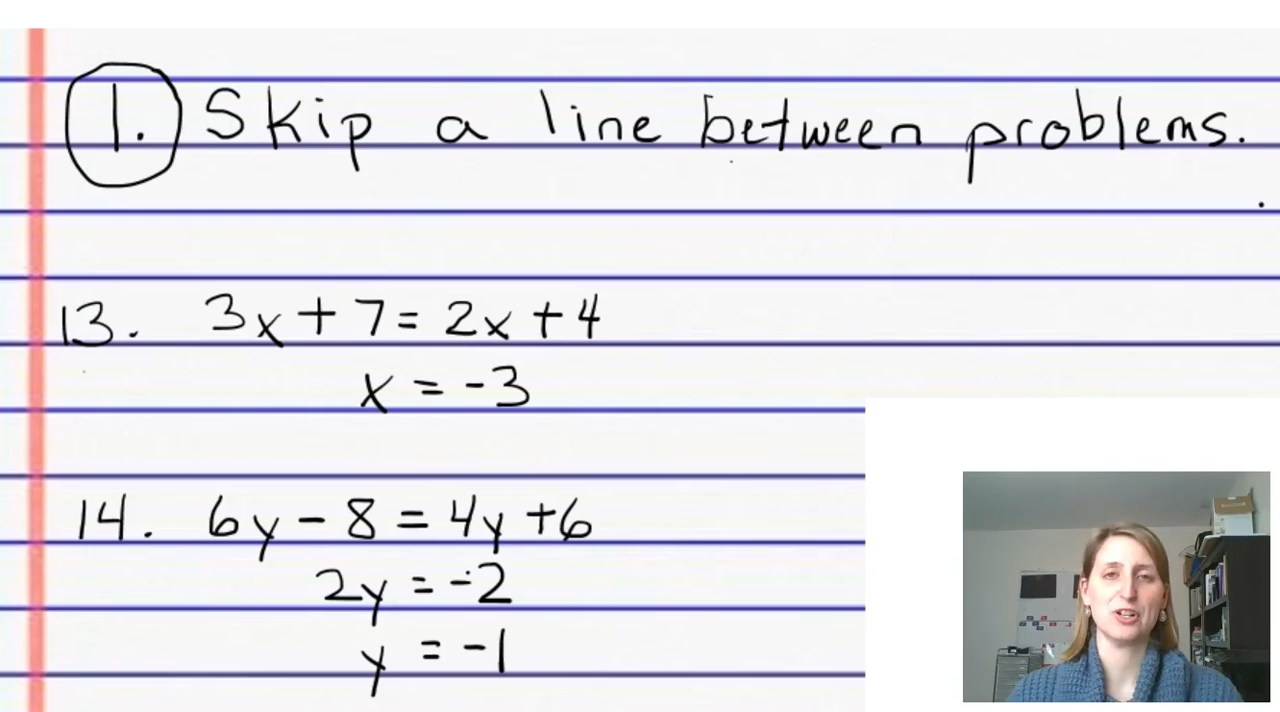 1. Skip a line between problems.
13. 3x + 7 = 2x + 4
x = -3
14. 6y - 8 = 4y + 6
2y = -2
y = -1